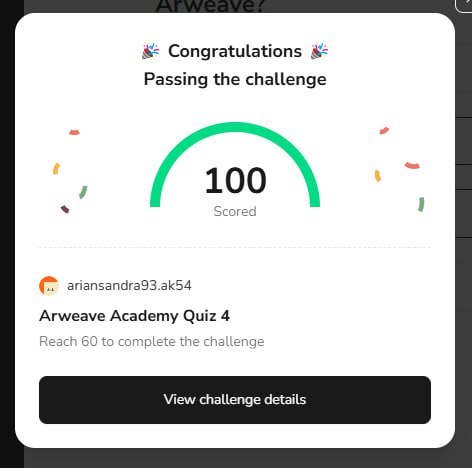 Arweave?
🎉 Congratulations 🎉
Passing the challenge
100
Scored
ariansandra93.ak54
Arweave Academy Quiz 4
Reach 60 to complete the challenge
View challenge details